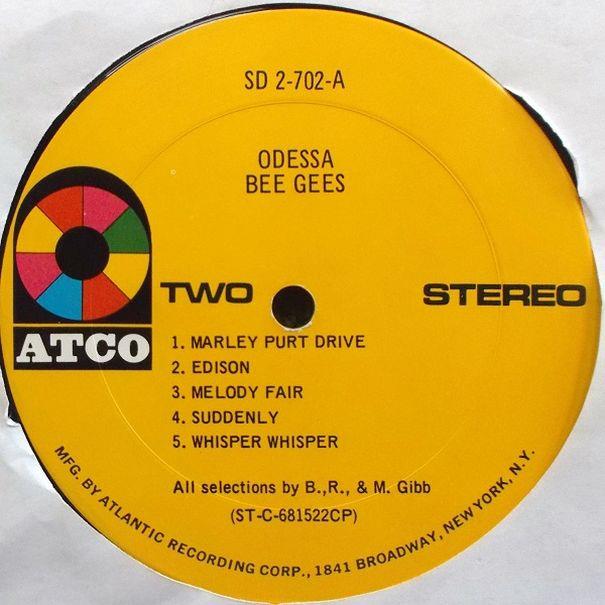 SD 2-702-A
ODESSA
BEE GEES
ATCO
TWO
STEREO
1. MARLEY PURT DRIVE
2. EDISON
3. MELODY FAIR
4. SUDDENLY
5. WHISPER WHISPER
All selections by B.,R., & M. Gibb
(ST-C-681522CP)
MFG. BY ATLANTIC RECORDING CORP., 1841 BROADWAY, NEW YORK, N.Y.